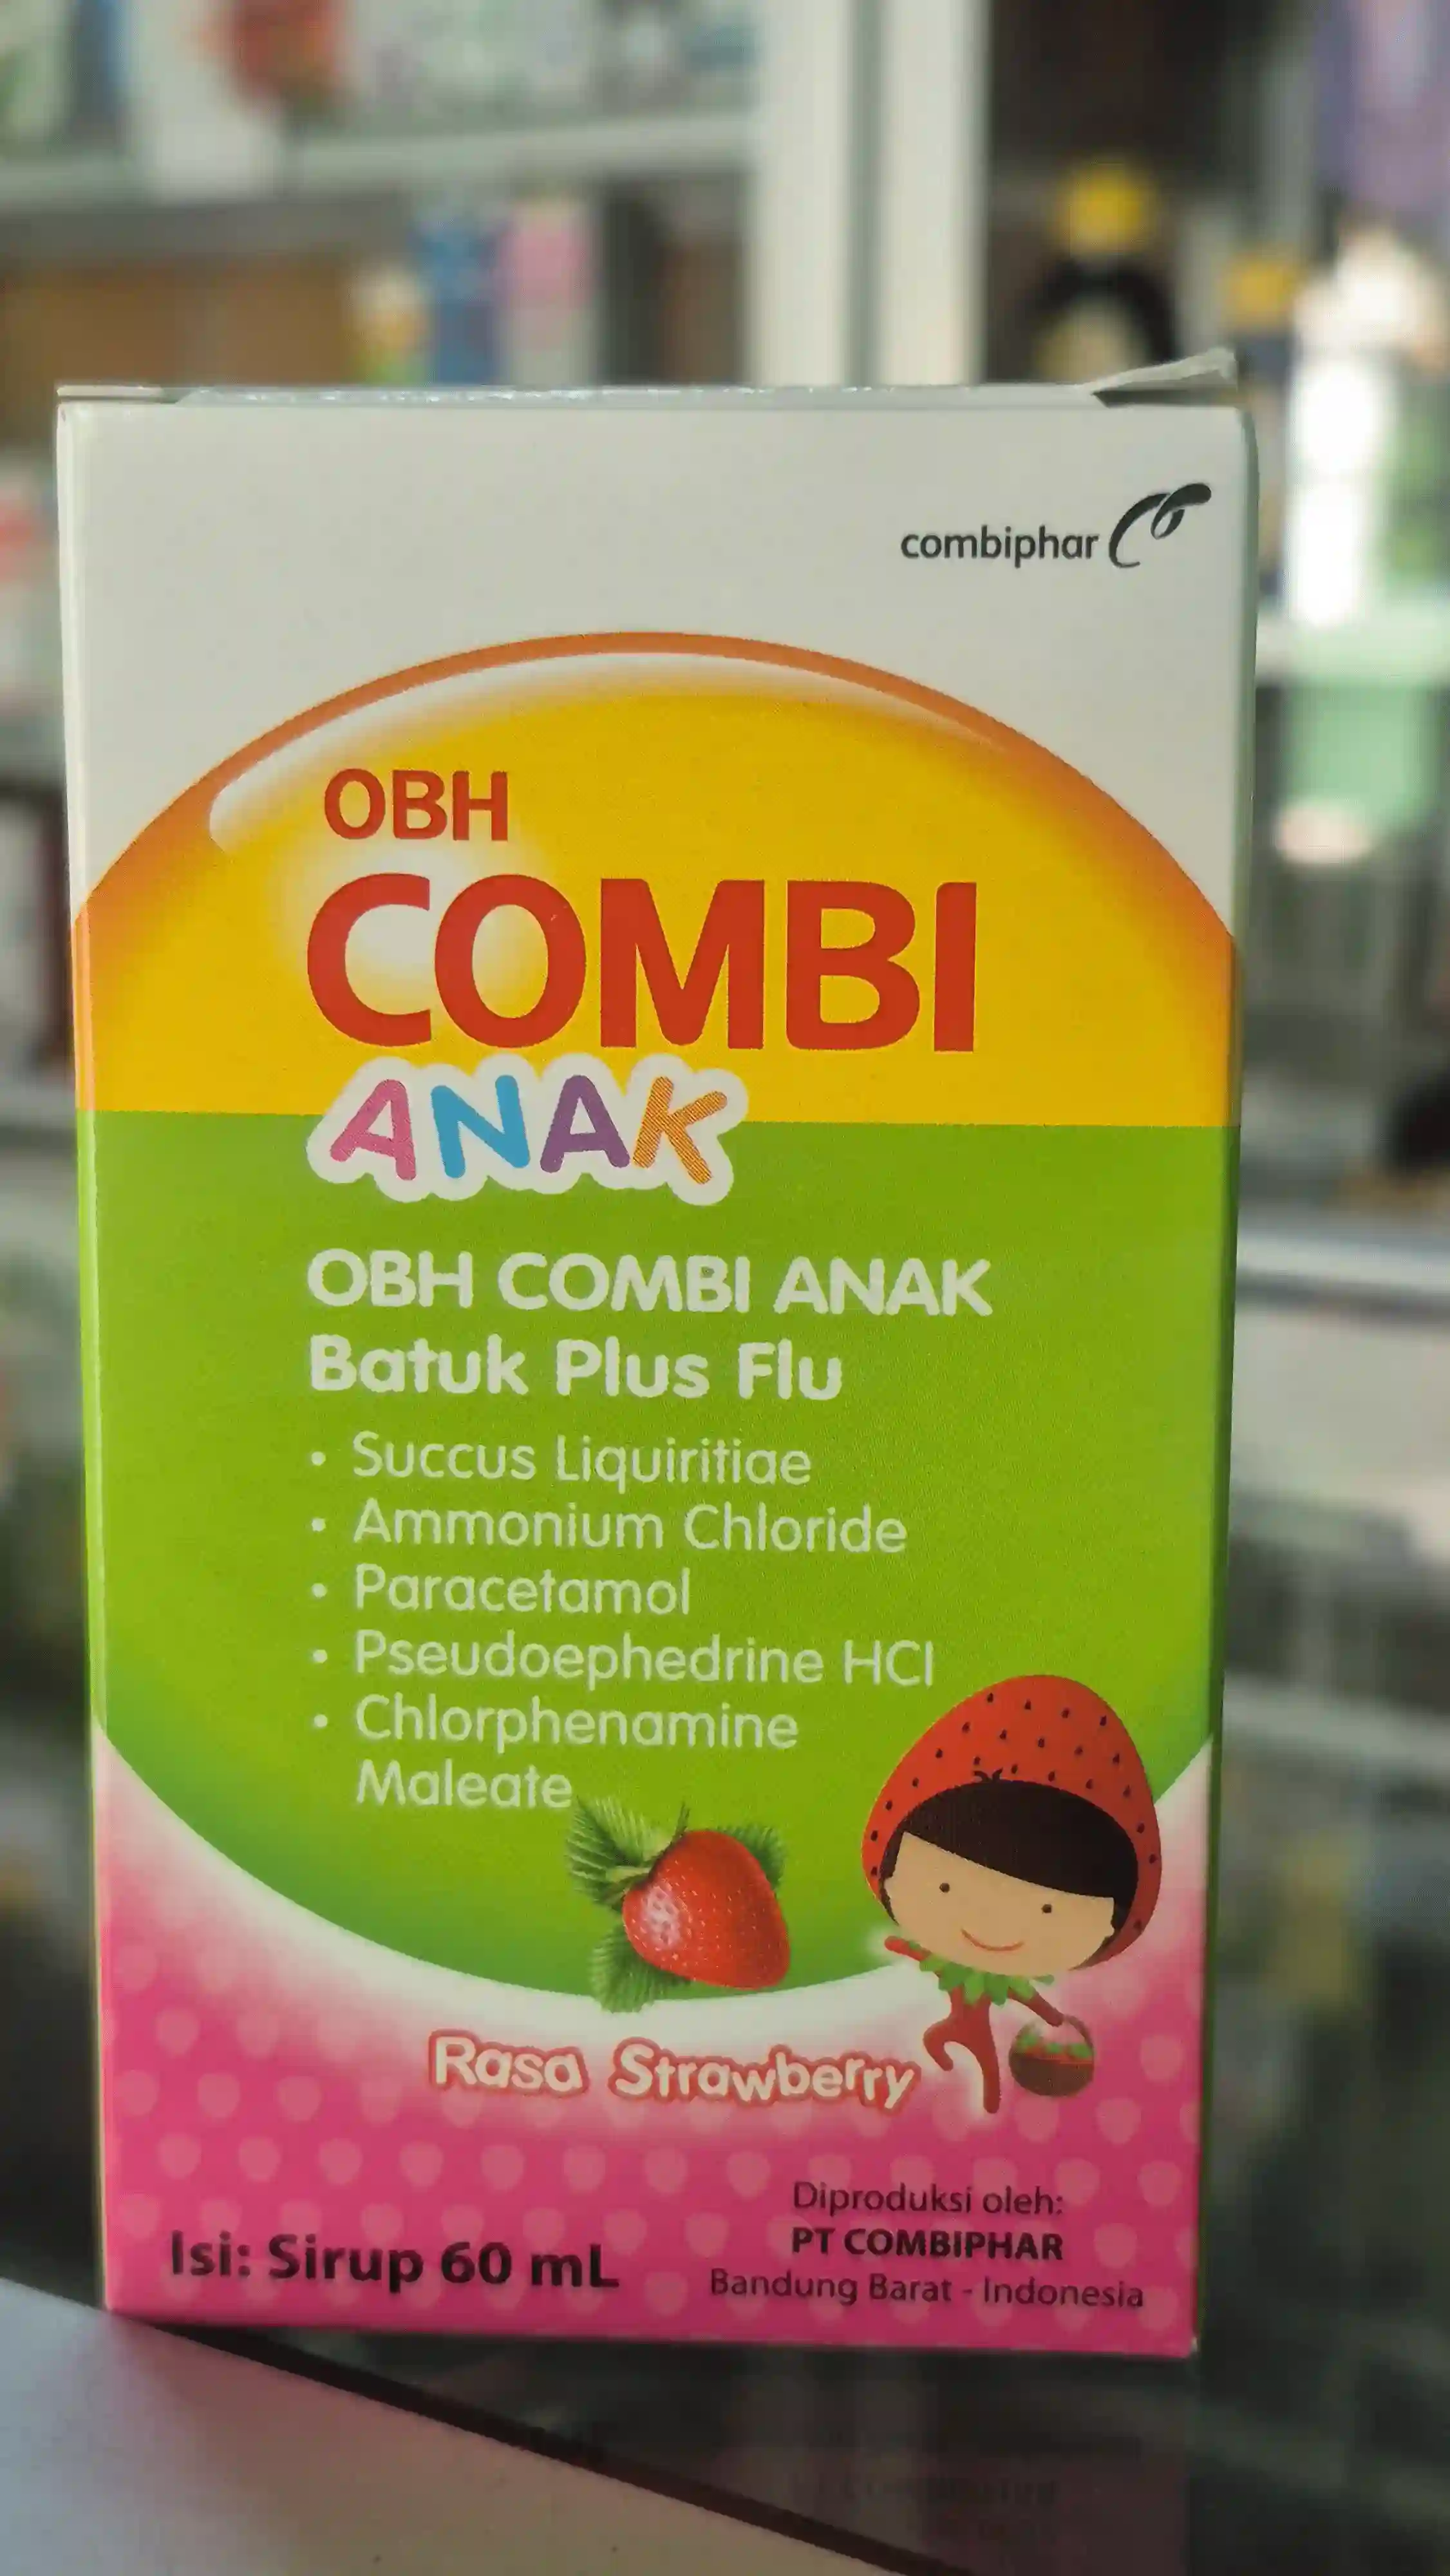 combiphar
OBH
COMBI
ANAK
OBH COMBI ANAK
Batuk Plus Flu
• Succus Liquiritiae
• Ammonium Chloride
• Paracetamol
• Pseudoephedrine HCl
• Chlorphenamine
Maleate
Rasa Strawberry
Isi: Sirup 60 mL
Diproduksi oleh:
PT COMBIPHAR
Bandung Barat - Indonesia